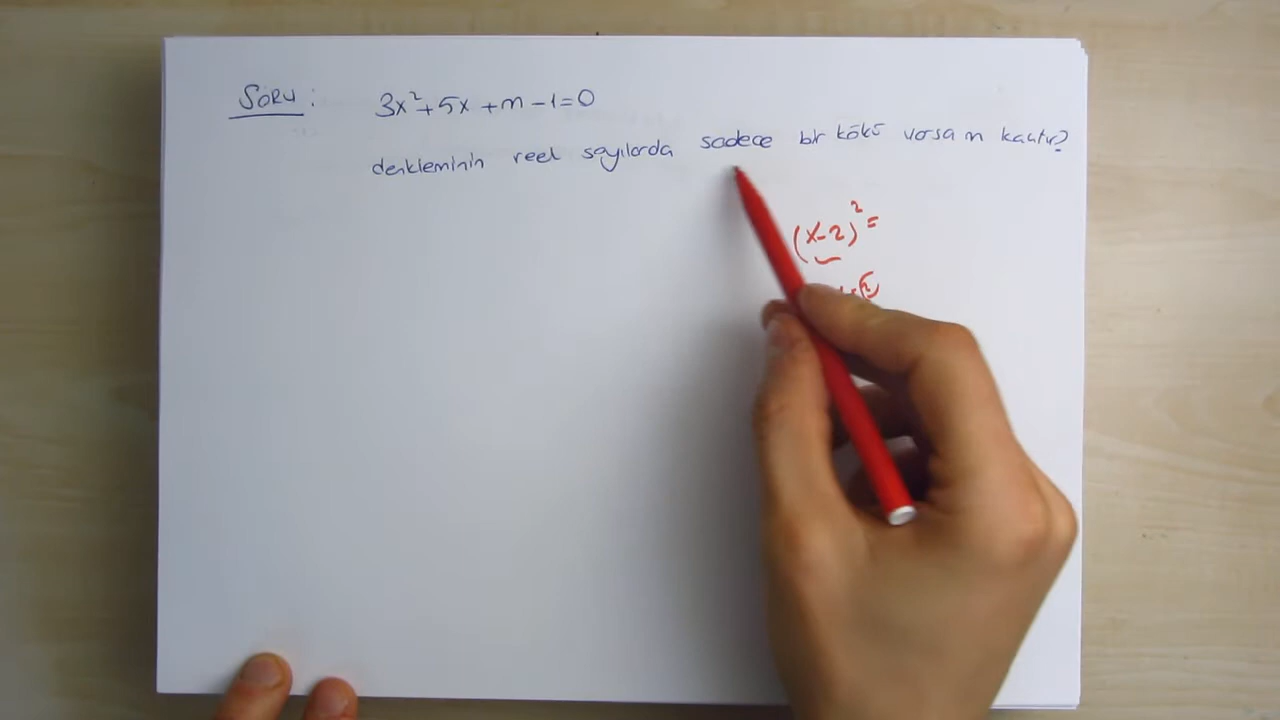 Soru: 3x²+5x+m-1=0
denkleminin reel sayılarda sadece bir kökü varsa m kaçtır?
(x-2)²=